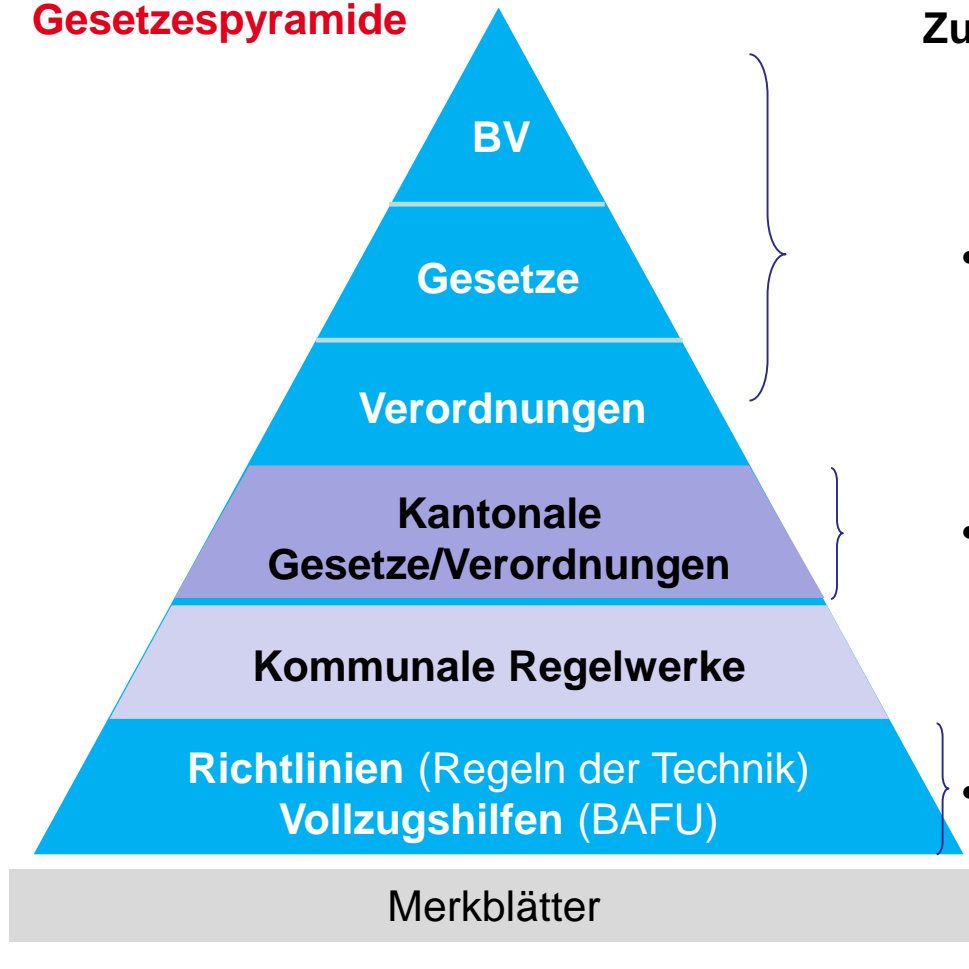 Gesetzespyramide
Zu
BV
Gesetze
Verordnungen
Kantonale
Gesetze/Verordnungen
Kommunale Regelwerke
Richtlinien (Regeln der Technik)
Vollzugshilfen (BAFU)
Merkblätter